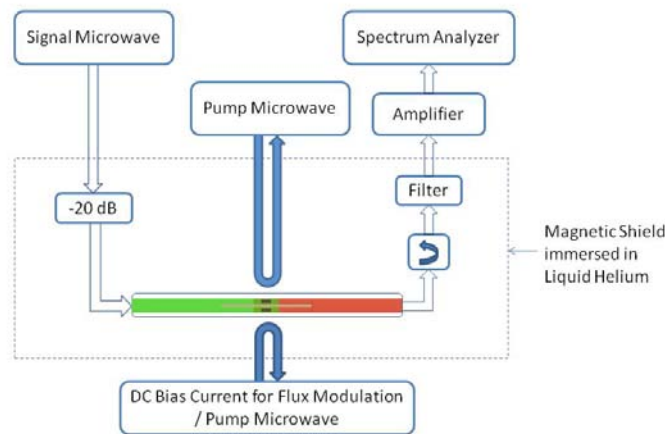 Signal Microwave
Spectrum Analyzer
Pump Microwave
Amplifier
Filter
-20 dB
Magnetic Shield
immersed in
Liquid Helium
DC Bias Current for Flux Modulation
/ Pump Microwave